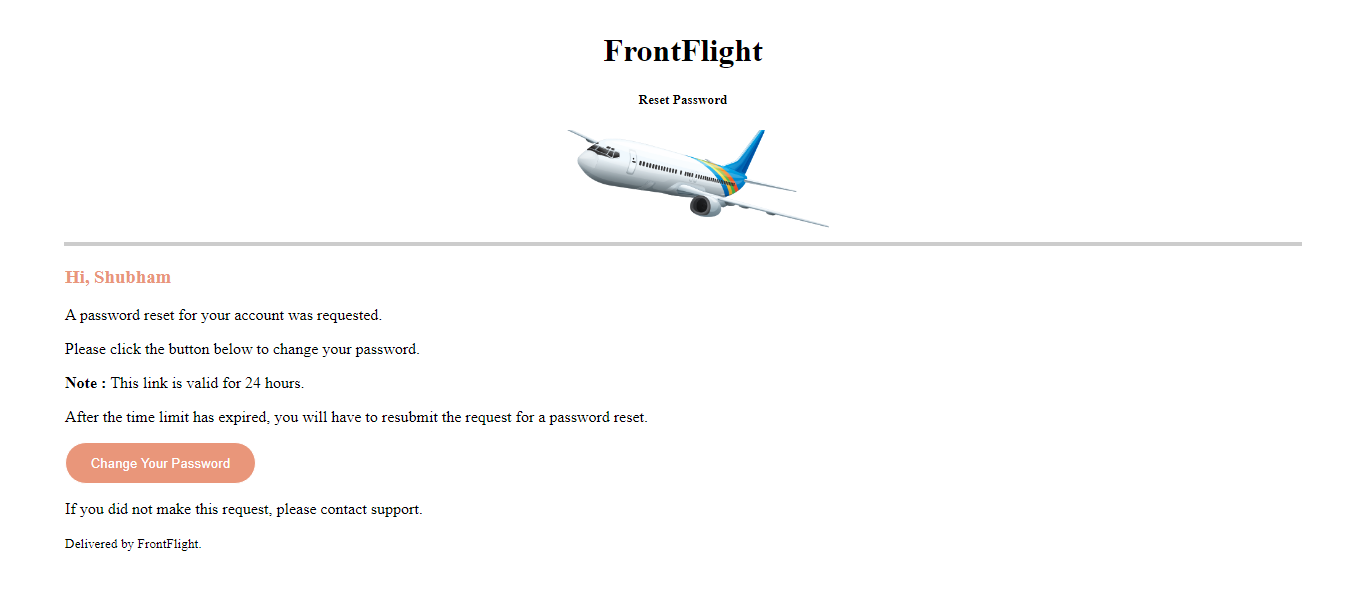 FrontFlight
Reset Password
Hi, Shubham
A password reset for your account was requested.
Please click the button below to change your password.
Note : This link is valid for 24 hours.
After the time limit has expired, you will have to resubmit the request for a password reset.
Change Your Password
If you did not make this request, please contact support.
Delivered by FrontFlight.